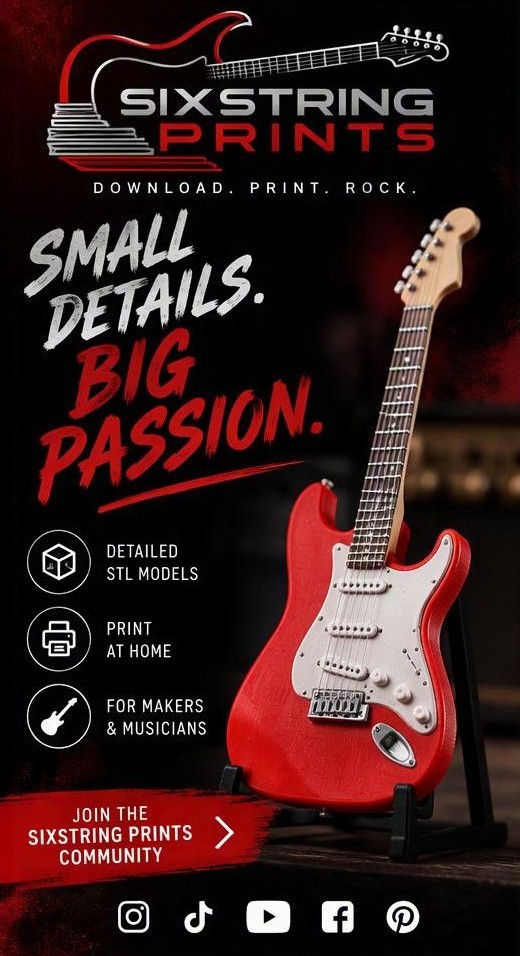 SIXSTRING
PRINTS
DOWNLOAD. PRINT. ROCK.
SMALL
DETAILS.
BIG
PASSION.
DETAILED
STL MODELS
PRINT
AT HOME
FOR MAKERS
& MUSICIANS
JOIN THE
SIXSTRING PRINTS
COMMUNITY